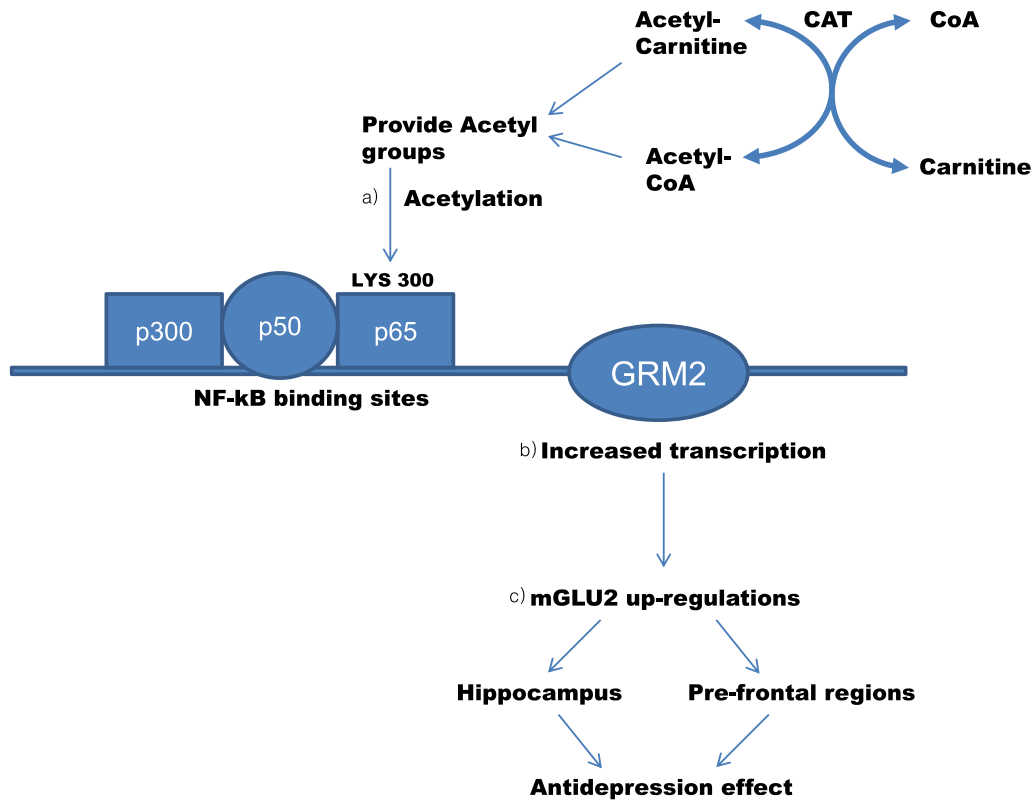 Acetyl-
Carnitine
CAT
CoA
Provide Acetyl
groups
Acetyl-
CoA
Carnitine
a) Acetylation
LYS 300
p300
p50
p65
GRM2
NF-kB binding sites
b) Increased transcription
c) mGLU2 up-regulations
Hippocampus
Pre-frontal regions
Antidepression effect